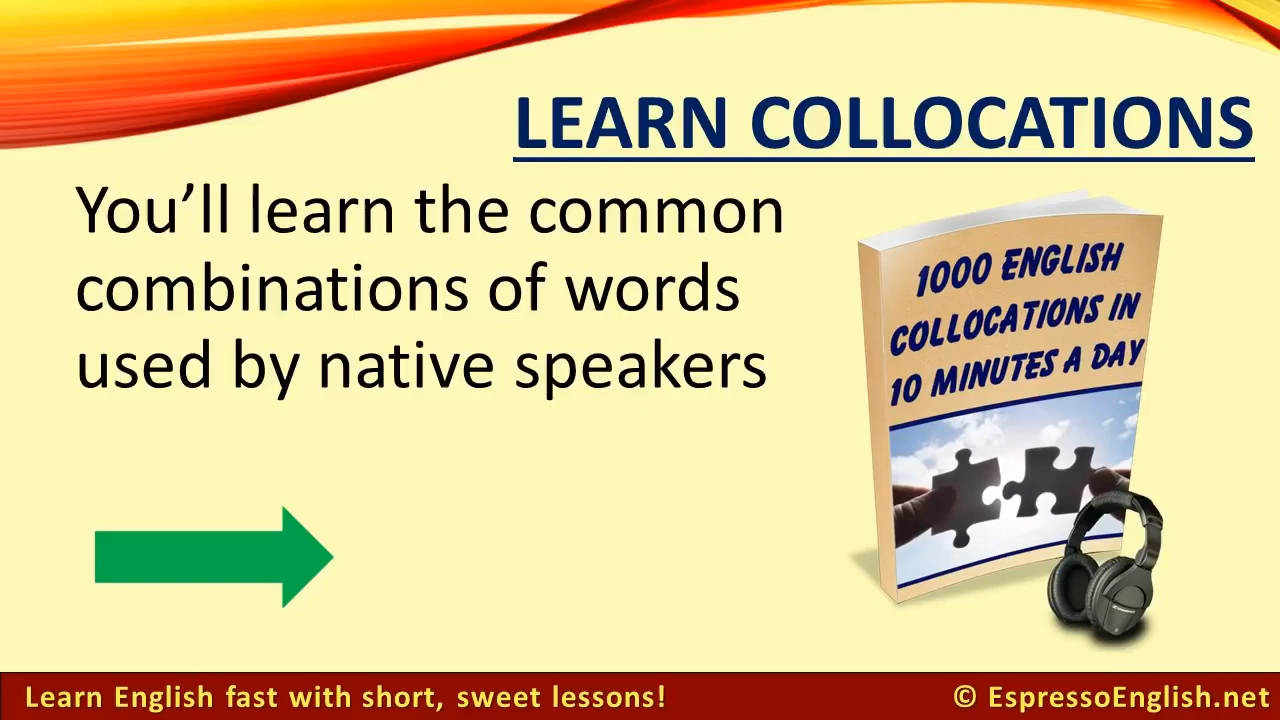 LEARN COLLOCATIONS
You’ll learn the common
combinations of words
used by native speakers
1000 ENGLISH
COLLOCATIONS IN
10 MINUTES A DAY
Learn English fast with short, sweet lessons!
© EspressoEnglish.net